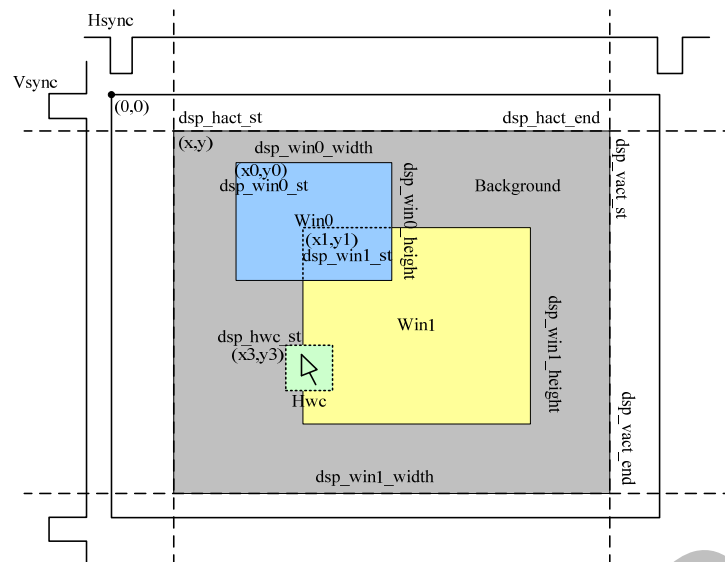 Hsync
Vsync
(0,0)
dsp_hact_st
dsp_hact_end
(x,y)
dsp_win0_width
dsp_vact_st
(x0,y0)
dsp_win0_st
dsp_win0_height
Background
Win0
(x1,y1)
dsp_win1_st
Win1
dsp_win1_height
dsp_hwc_st
(x3,y3)
Hwc
dsp_vact_end
dsp_win1_width